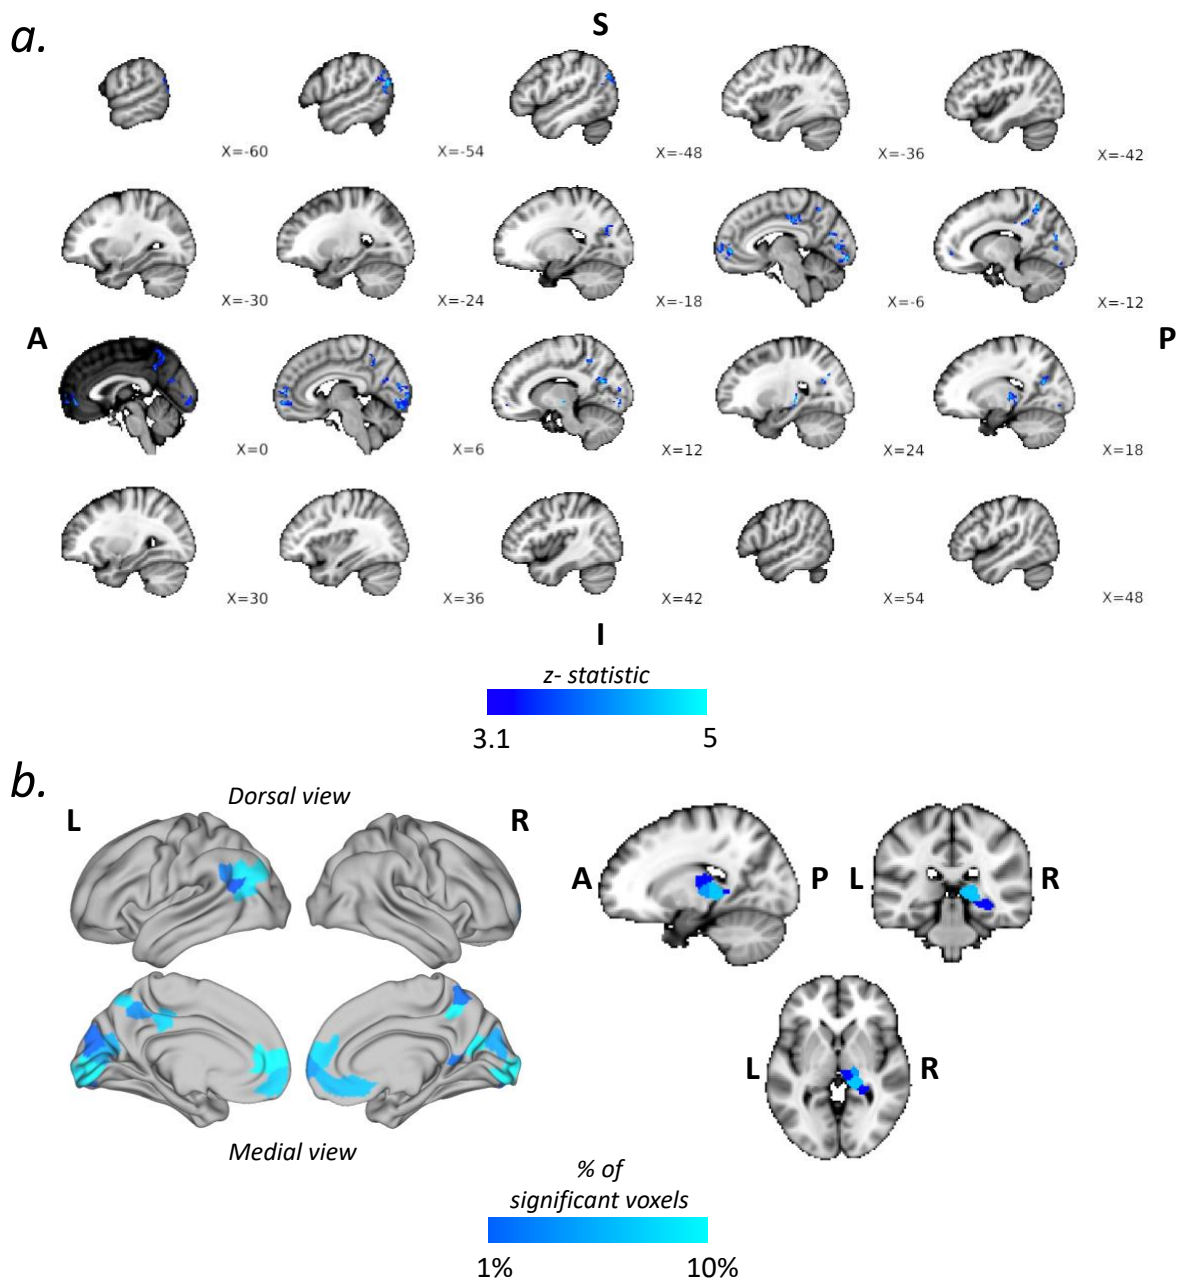 a.
S
X=-60
X=-54
X=-48
X=-36
X=-42
X=-30
X=-24
X=-18
X=-6
X=-12
A
P
X=0
X=6
X=12
X=24
X=18
X=30
X=36
X=42
X=54
X=48
I
z- statistic
3.1
5
b.
Dorsal view
L
R
A
P
L
R
L
R
Medial view
% of
significant voxels
1%
10%